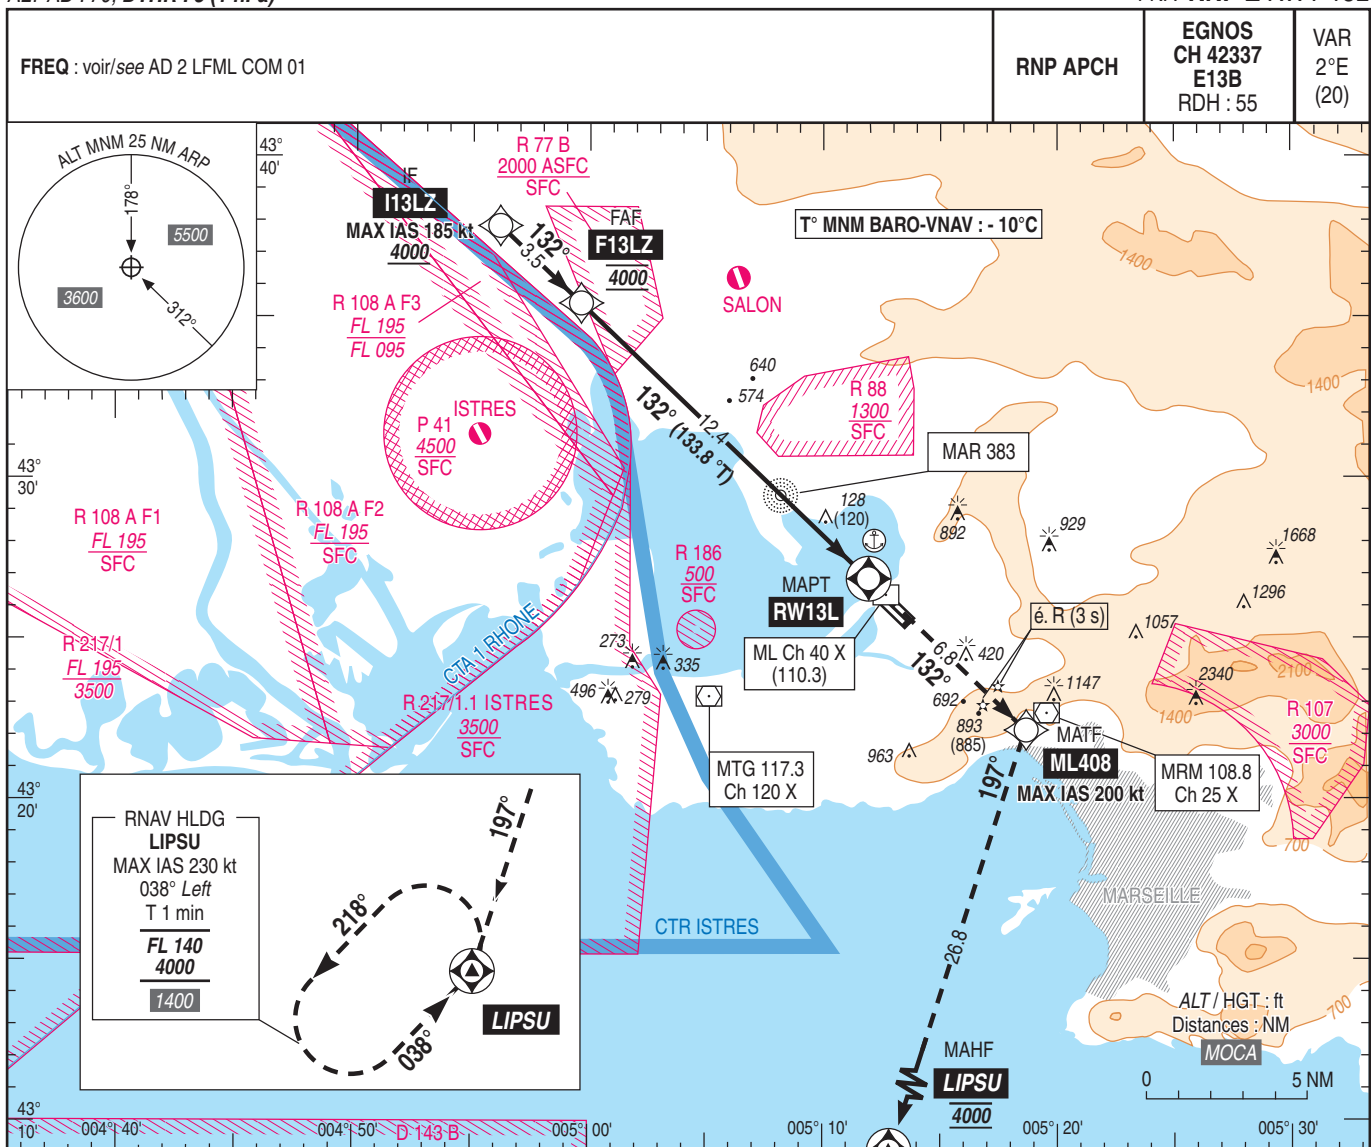 FREQ : voir/see AD 2 LFML COM 01
RNP APCH
EGNOS
CH 42337
E13B
RDH : 55
VAR
2°E
(20)
ALT MNM 25 NM ARP
178°
5500
3600
312°
43°
40'
IF
I13LZ
MAX IAS 185 kt
4000
R 77 B
2000 ASFC
SFC
132°
3.5
FAF
F13LZ
4000
T° MNM BARO-VNAV : - 10°C
SALON
1400
1400
R 108 A F3
FL 195
FL 095
640
574
R 88
1300
SFC
132°
12.4
(133.8 °T)
ISTRES
P 41
4500
SFC
MAR 383
43°
30'
R 108 A F1
FL 195
SFC
R 108 A F2
FL 195
SFC
128
(120)
892
929
1668
R 186
500
SFC
MAPT
RW13L
1296
é. R (3 s)
1057
CTA 1 RHONE
R 217/1
FL 195
3500
273
335
ML Ch 40 X
(110.3)
6.8
132°
420
2340
2100
1400
496
279
R 217/1.1 ISTRES
3500
SFC
692
893
(885)
1147
963
R 107
3000
SFC
MATF
ML408
MAX IAS 200 kt
MTG 117.3
Ch 120 X
MRM 108.8
Ch 25 X
43°
20'
197°
700
RNAV HLDG
LIPSU
MAX IAS 230 kt
038° Left
T 1 min
FL 140
4000
1400
197°
218°
038°
LIPSU
MARSEILLE
CTR ISTRES
26.8
ALT / HGT : ft
Distances : NM
MOCA
700
MAHF
LIPSU
4000
0 5 NM
43°
10'
004° 40'
004° 50'
005° 00'
005° 10'
005° 20'
005° 30'
D 143 B